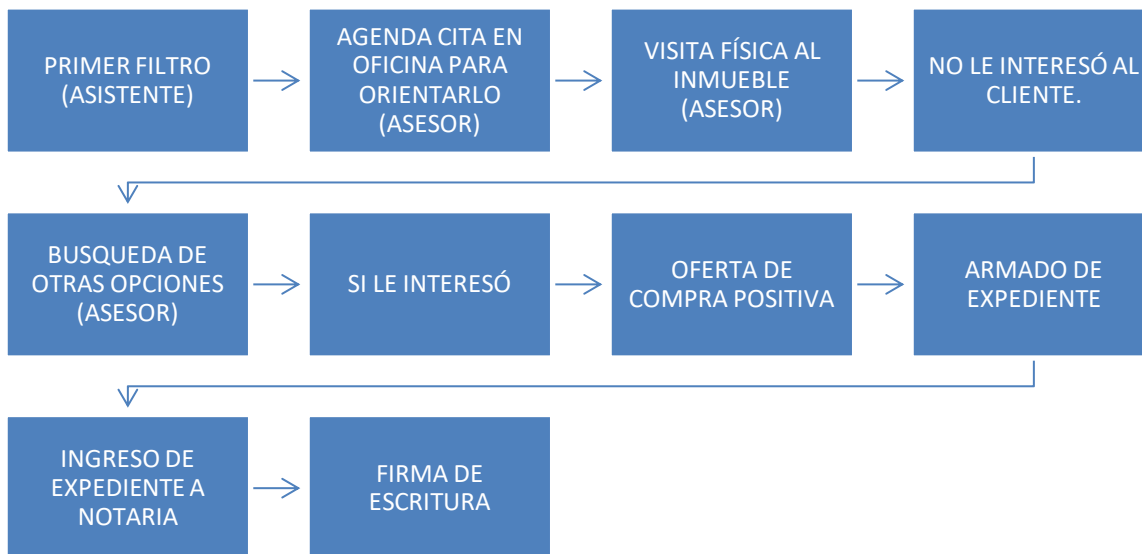 PRIMER FILTRO
(ASISTENTE)
AGENDA CITA EN
OFICINA PARA
ORIENTARLO
(ASESOR)
VISITA FÍSICA AL
INMUEBLE
(ASESOR)
NO LE INTERESÓ AL
CLIENTE.
BUSQUEDA DE
OTRAS OPCIONES
(ASESOR)
SI LE INTERESÓ
OFERTA DE
COMPRA POSITIVA
ARMADO DE
EXPEDIENTE
INGRESO DE
EXPEDIENTE A
NOTARIA
FIRMA DE
ESCRITURA